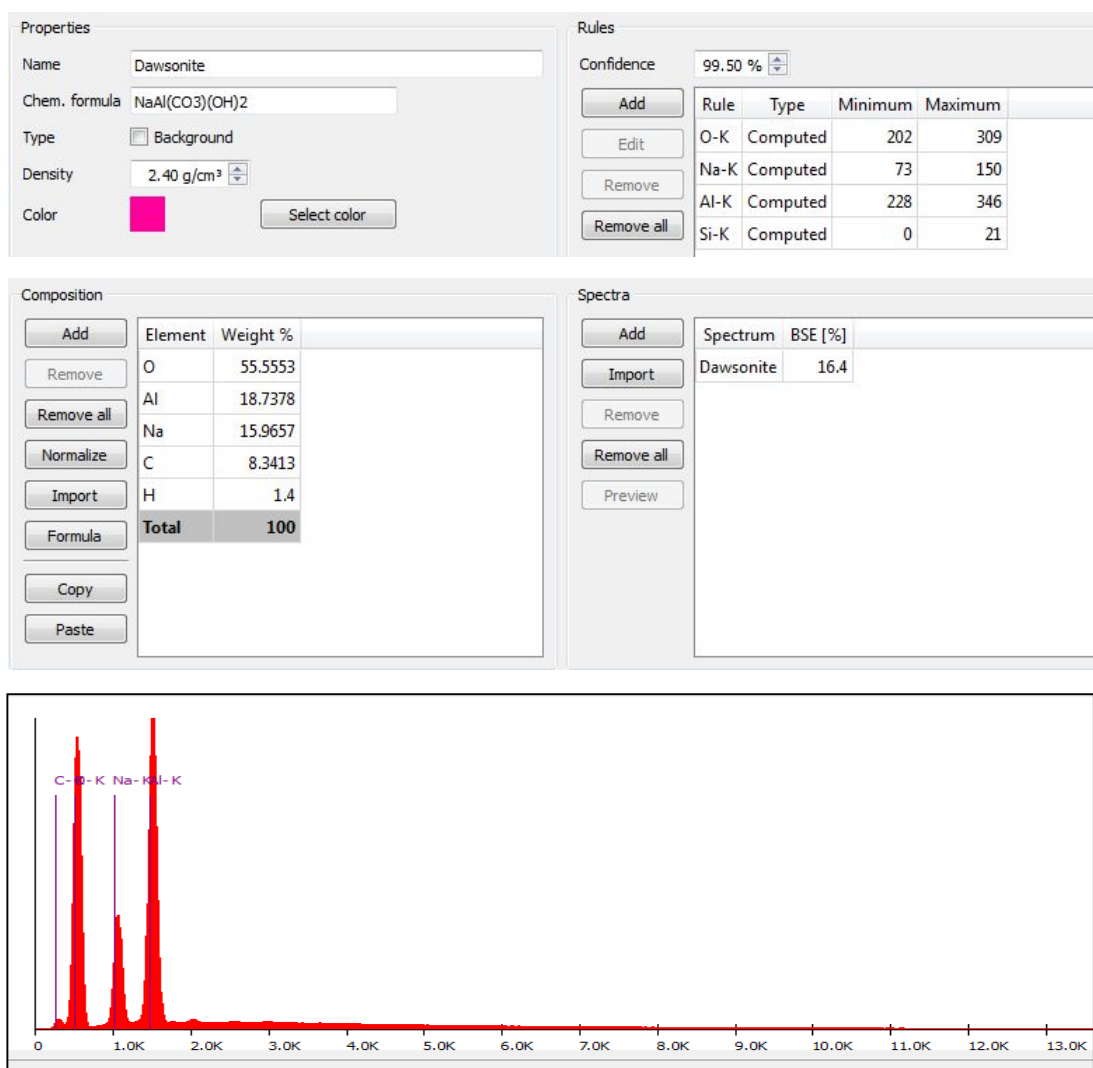 Properties
Name Dawsonite
Chem. formula NaAl(CO3)(OH)2
Type Background
Density 2.40 g/cm³
Color Select color
Rules
Confidence 99.50 %
Add
Edit
Remove
Remove all
Rule Type Minimum Maximum
O-K Computed 202 309
Na-K Computed 73 150
Al-K Computed 228 346
Si-K Computed 0 21
Composition
Add
Remove
Remove all
Normalize
Import
Formula
Copy
Paste
Element Weight %
O 55.5553
Al 18.7378
Na 15.9657
C 8.3413
H 1.4
Total 100
Spectra
Add
Import
Remove
Remove all
Preview
Spectrum BSE [%]
Dawsonite 16.4
Na-K
0 1.0K 2.0K 3.0K 4.0K 5.0K 6.0K 7.0K 8.0K 9.0K 10.0K 11.0K 12.0K 13.0K